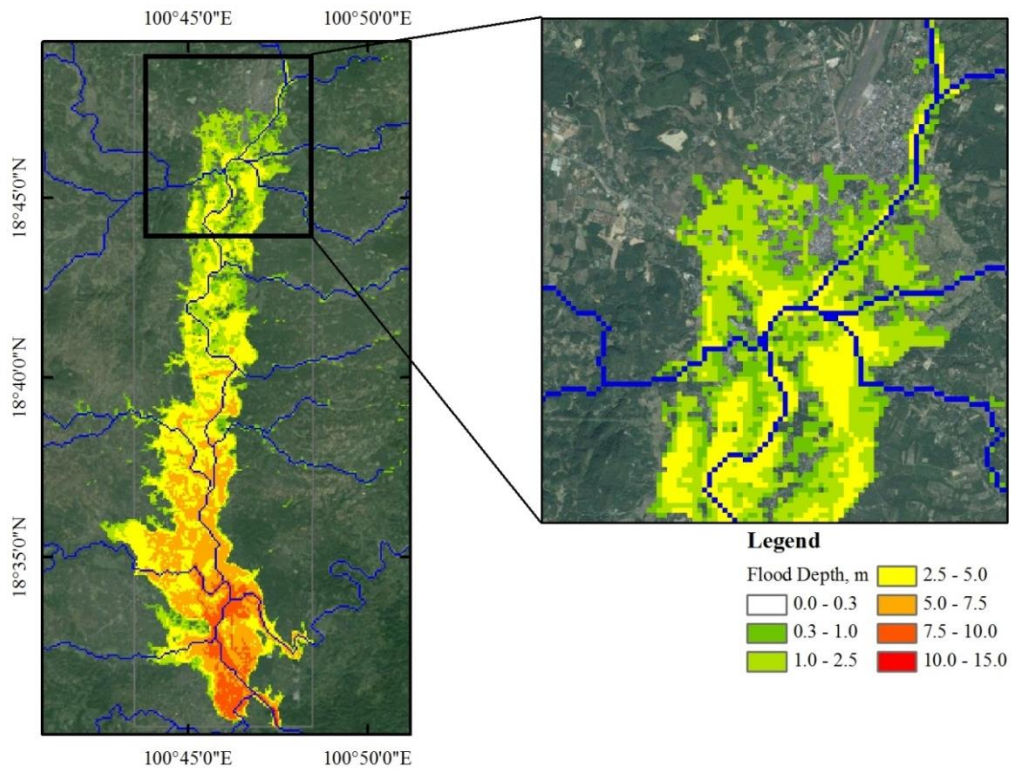 100°45'0"E 100°50'0"E
18°45'0"N
18°40'0"N
18°35'0"N
100°45'0"E 100°50'0"E
Legend
Flood Depth, m
0.0 - 0.3
0.3 - 1.0
1.0 - 2.5
2.5 - 5.0
5.0 - 7.5
7.5 - 10.0
10.0 - 15.0